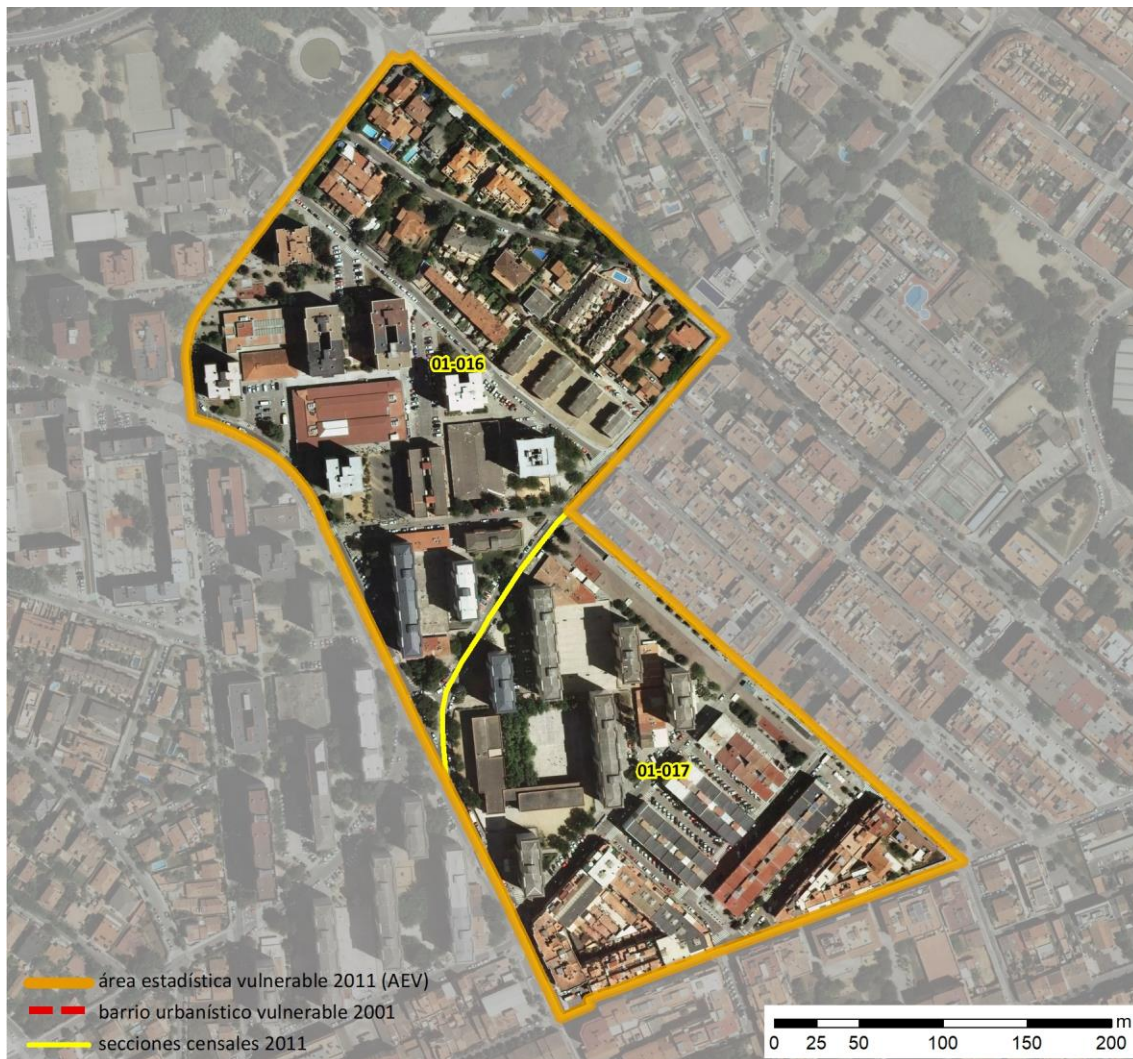 01-016
01-017
área estadística vulnerable 2011 (AEV)
barrio urbanístico vulnerable 2001
secciones censales 2011
m
0 25 50 100 150 200